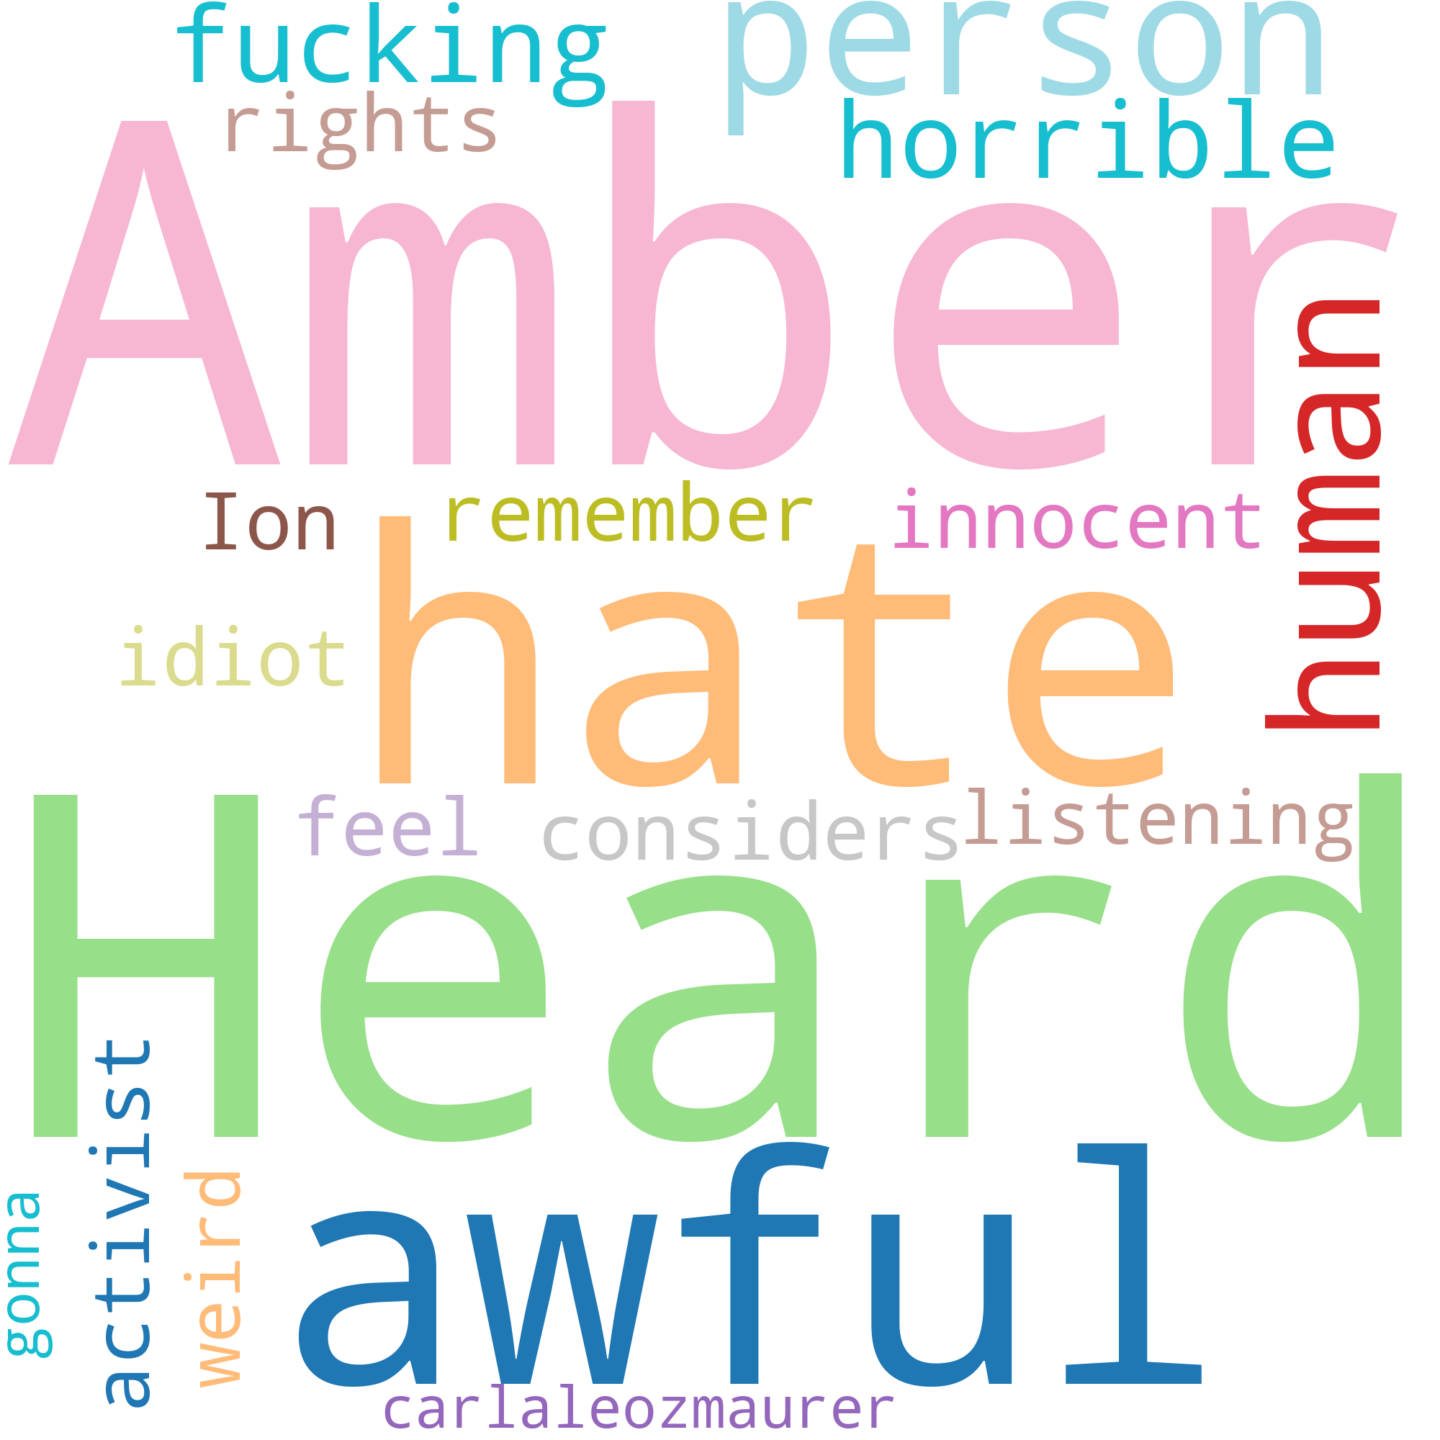 fucking
person
rights
horrible
Amber
human
Ion
remember
innocent
hate
idiot
Heard
feel
considers
listening
activist
weird
gonna
awful
carlaleozmaurer